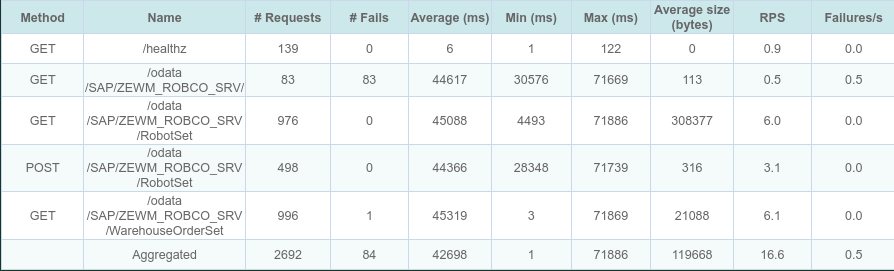 Method Name # Requests # Fails Average (ms) Min (ms) Max (ms) Average size (bytes) RPS Failures/s
GET /healthz 139 0 6 1 122 0 0.9 0.0
GET /odata
/SAP/ZEWM_ROBCO_SRV/ 83 83 44617 30576 71669 113 0.5 0.5
GET /odata
/SAP/ZEWM_ROBCO_SRV
/RobotSet 976 0 45088 4493 71886 308377 6.0 0.0
POST /odata
/SAP/ZEWM_ROBCO_SRV
/RobotSet 498 0 44366 28348 71739 316 3.1 0.0
GET /odata
/SAP/ZEWM_ROBCO_SRV
/WarehouseOrderSet 996 1 45319 3 71869 21088 6.1 0.0
Aggregated 2692 84 42698 1 71886 119668 16.6 0.5